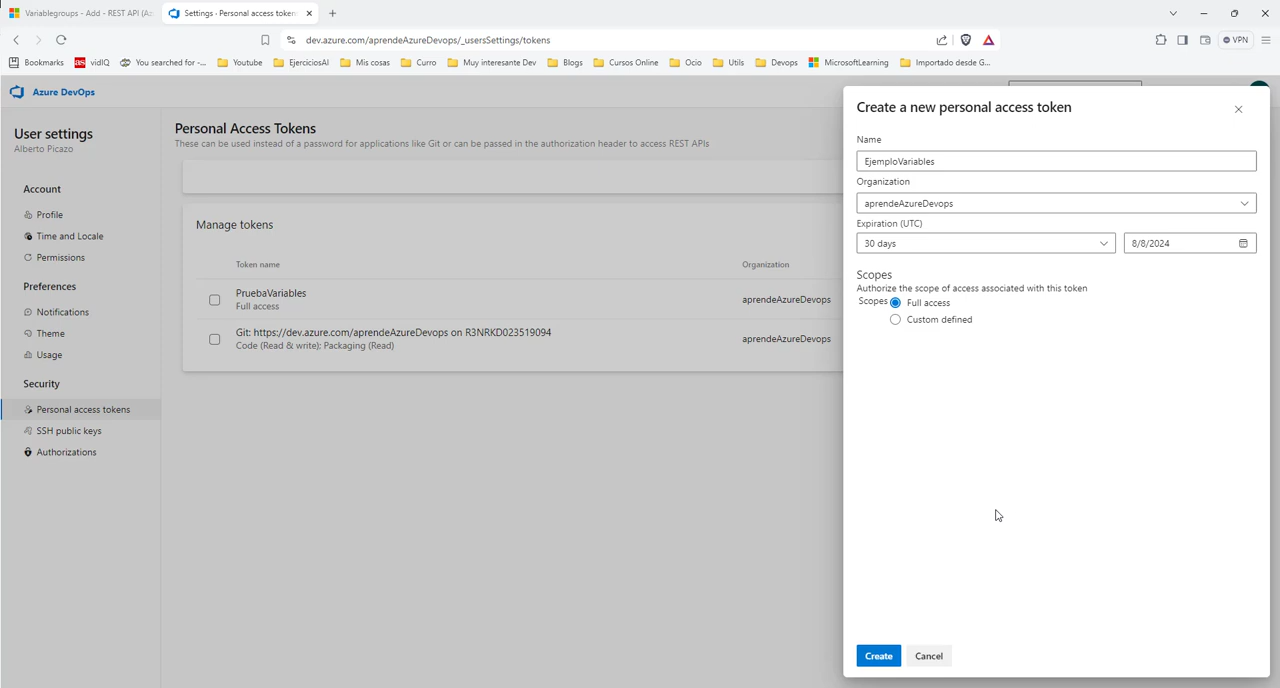 Variablegroups - Add - REST API (A
Settings - Personal access token
dev.azure.com/aprendeAzureDevops/_usersSettings/tokens
VPN
Bookmarks
vidIQ
You searched for -...
Youtube
EjerciciosAI
Mis cosas
Curro
Muy interesante Dev
Blogs
Cursos Online
Ocio
Utils
Devops
MicrosoftLearning
Importado desde G...
Azure DevOps
User settings
Alberto Picazo
Account
Profile
Time and Locale
Permissions
Preferences
Notifications
Theme
Usage
Security
Personal access tokens
SSH public keys
Authorizations
Personal Access Tokens
These can be used instead of a password for applications like Git or can be passed in the authorization header to access REST APIs
Manage tokens
Token name
Organization
PruebaVariables
Full access
aprendeAzureDevops
Git: https://dev.azure.com/aprendeAzureDevops on R3NRKD023519094
Code (Read & write); Packaging (Read)
aprendeAzureDevops
Create a new personal access token
Name
EjemploVariables
Organization
aprendeAzureDevops
Expiration (UTC)
30 days
8/8/2024
Scopes
Authorize the scope of access associated with this token
Scopes
Full access
Custom defined
Create
Cancel